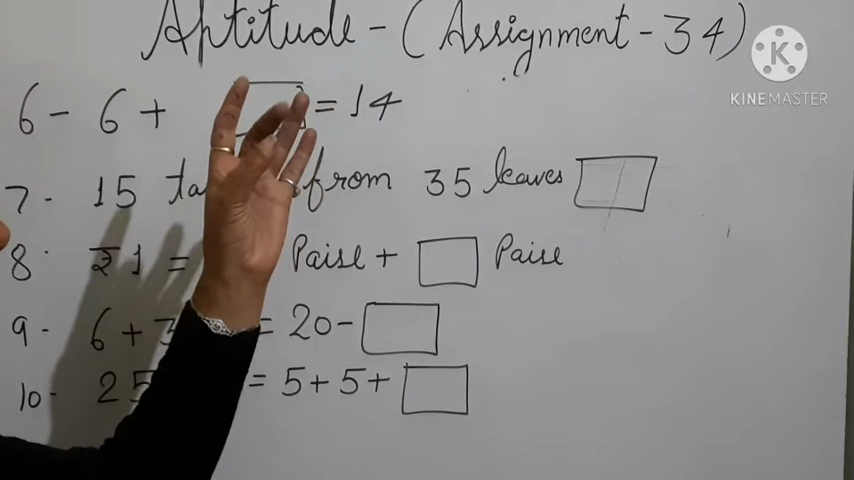 Aptitude - (Assignment - 34)
K
KINEMASTER
6 - 6 + = 14
7 - 15 from 35 leaves
8 - ₹1 = Paise + Paise
9 - 6 + 3 = 20 -
10 - 25 = 5 + 5 +